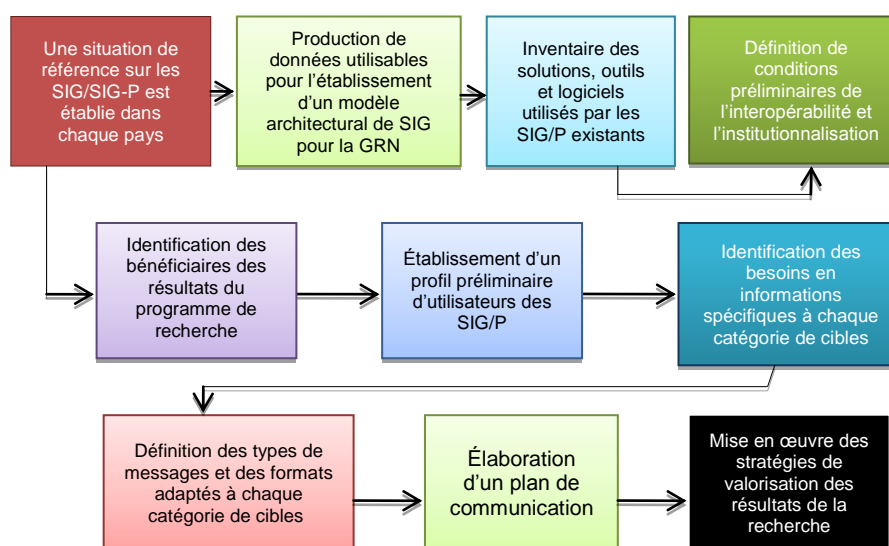 Une situation de
référence sur les
SIG/SIG-P est
établie dans
chaque pays
Production de
données utilisables
pour l'établissement
d'un modèle
architectural de SIG
pour la GRN
Inventaire des
solutions, outils
et logiciels
utilisés par les
SIG/P existants
Définition de
conditions
préliminaires de
l'interopérabilité et
l'institutionnalisation
Identification des
bénéficiaires des
résultats du
programme de
recherche
Établissement d'un
profil préliminaire
d'utilisateurs des
SIG/P
Identification des
besoins en
informations
spécifiques à chaque
catégorie de cibles
Définition des types de
messages et des formats
adaptés à chaque
catégorie de cibles
Élaboration
d'un plan de
communication
Mise en œuvre des
stratégies de
valorisation des
résultats de la
recherche